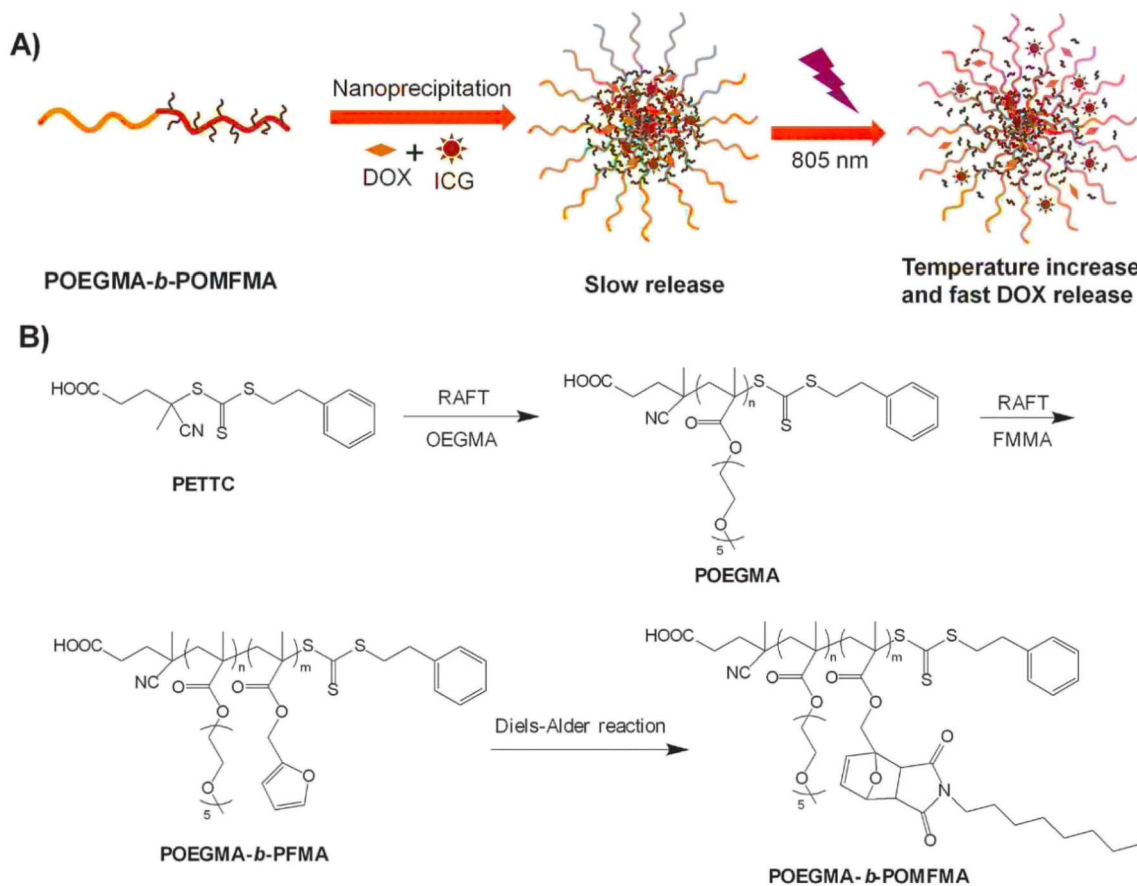 A)
Nanoprecipitation
DOX + ICG
805 nm
POEGMA-b-POMFMA
Slow release
Temperature increase
and fast DOX release
B)
HOOC
S
S
CN
S
PETTC
RAFT
OEGMA
HOOC
NC
n
S
S
S
O
O
O
5
POEGMA
RAFT
FMMA
HOOC
NC
n
m
S
S
S
O
O
O
O
O
O
5
POEGMA-b-PFMA
Diels-Alder reaction
HOOC
NC
n
m
S
S
S
O
O
O
O
O
5
O
O
N
O
POEGMA-b-POMFMA